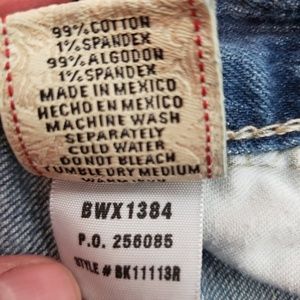 99% COTTON
1% SPANDEX
99% ALGODON
1% SPANDEX
MADE IN MEXICO
HECHO EN MEXICO
MACHINE WASH
SEPARATELY
COLD WATER
DO NOT BLEACH
TUMBLE DRY MEDIUM
WARM
BWX1384
P.O. 256085
STYLE # BK11113R